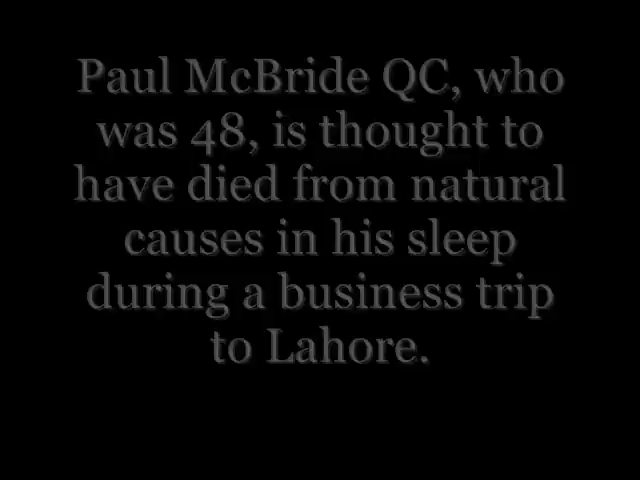 Paul McBride QC, who
was 48, is thought to
have died from natural
causes in his sleep
during a business trip
to Lahore.